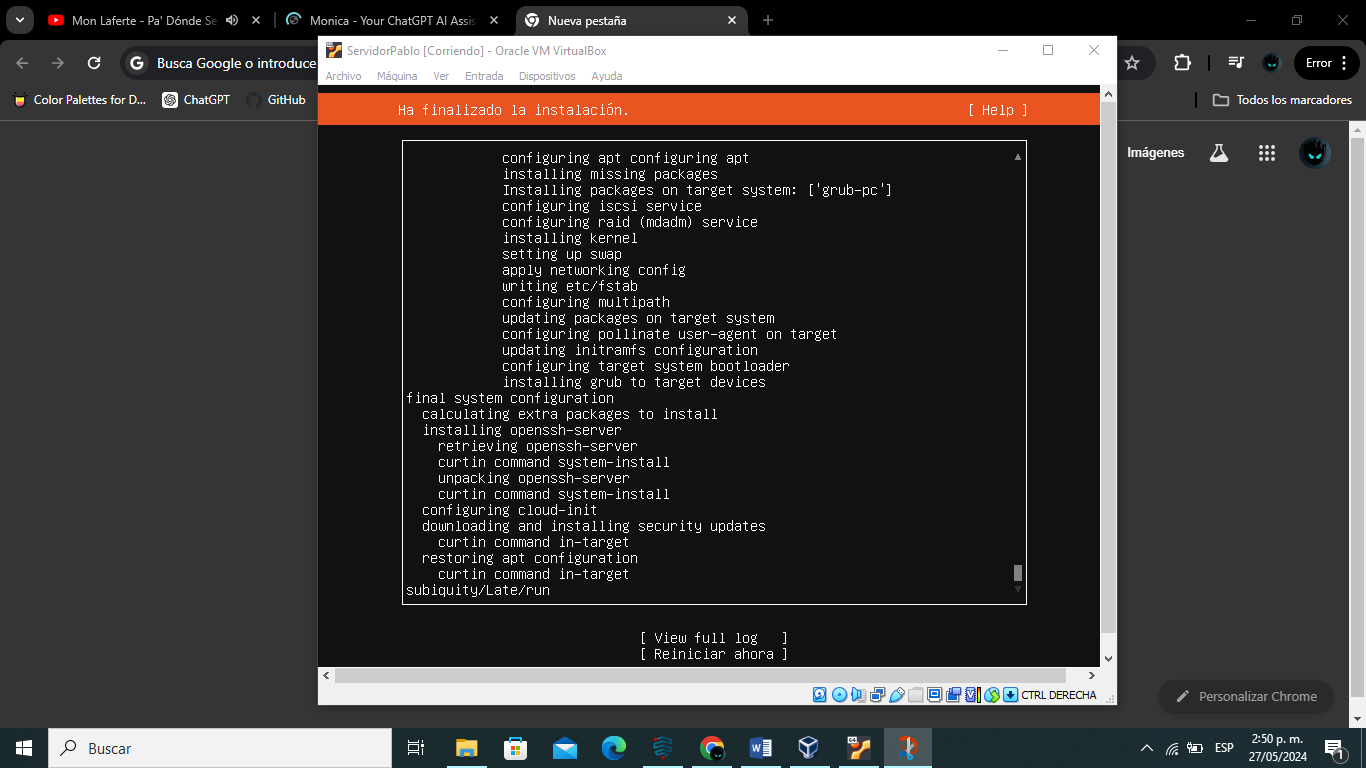 Mon Laferte - Pa' Dónde Se
Monica - Your ChatGPT AI Assis
Nueva pestaña
Busca Google o introduce
Error
Color Palettes for D...
ChatGPT
GitHub
Todos los marcadores
Imágenes
ServidorPablo [Corriendo] - Oracle VM VirtualBox
Archivo Máquina Ver Entrada Dispositivos Ayuda
Ha finalizado la instalación. [ Help ]
configuring apt configuring apt
installing missing packages
Installing packages on target system: ['grub-pc']
configuring iscsi service
configuring raid (mdadm) service
installing kernel
setting up swap
apply networking config
writing etc/fstab
configuring multipath
updating packages on target system
configuring pollinate user-agent on target
updating initramfs configuration
configuring target system bootloader
installing grub to target devices
final system configuration
calculating extra packages to install
installing openssh-server
retrieving openssh-server
curtin command system-install
unpacking openssh-server
curtin command system-install
configuring cloud-init
downloading and installing security updates
curtin command in-target
restoring apt configuration
curtin command in-target
subiquity/Late/run
[ View full log ]
[ Reiniciar ahora ]
CTRL DERECHA
Personalizar Chrome
Buscar
ESP
2:50 p. m.
27/05/2024
1